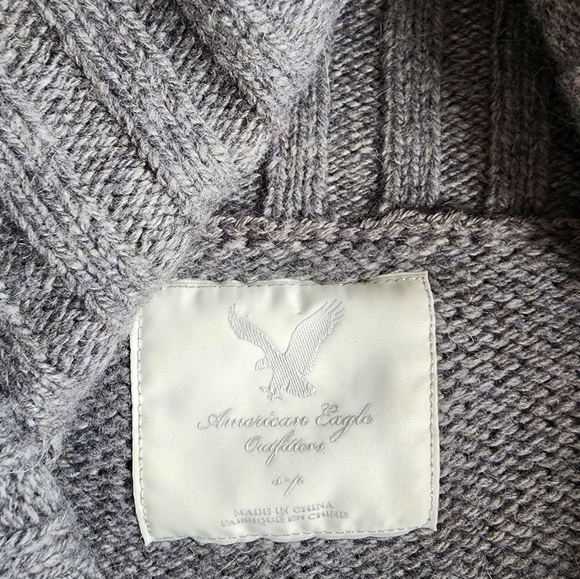 American Eagle
Outfitters
s-p
MADE IN CHINA
FABRIQUÉ EN CHINE